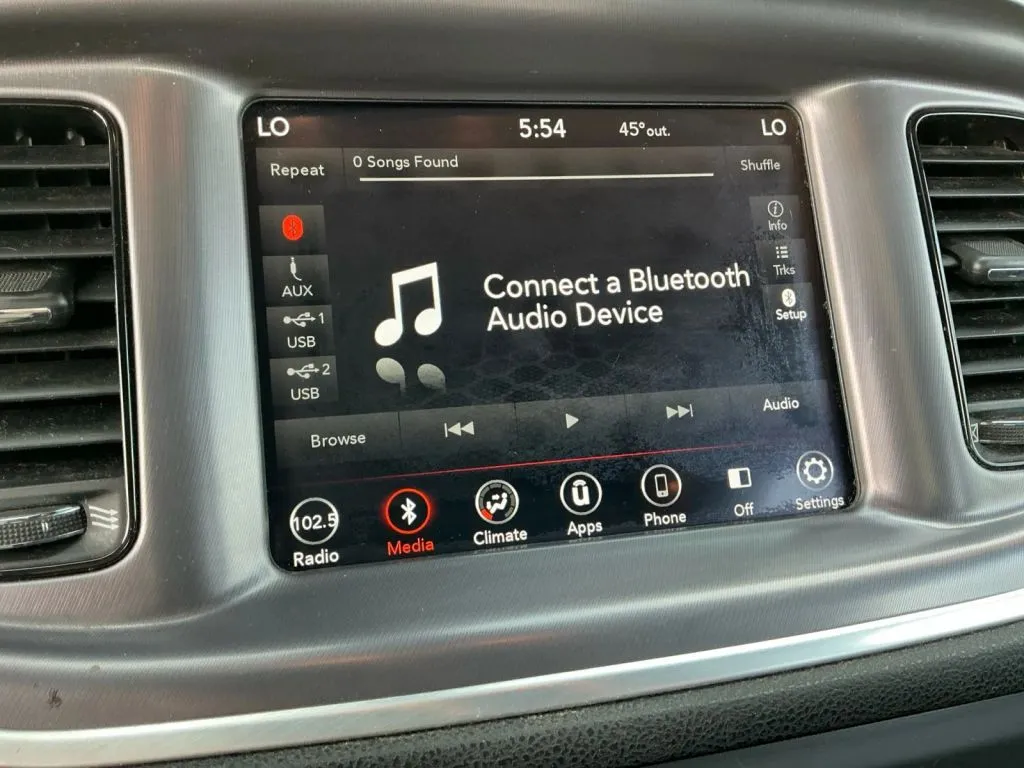 LO 5:54 45°out. LO
Repeat 0 Songs Found Shuffle
Info
AUX
Trks
1
USB
Setup
2
USB
Connect a Bluetooth
Audio Device
Browse Audio
102.5
Radio Media Climate Apps Phone Off Settings